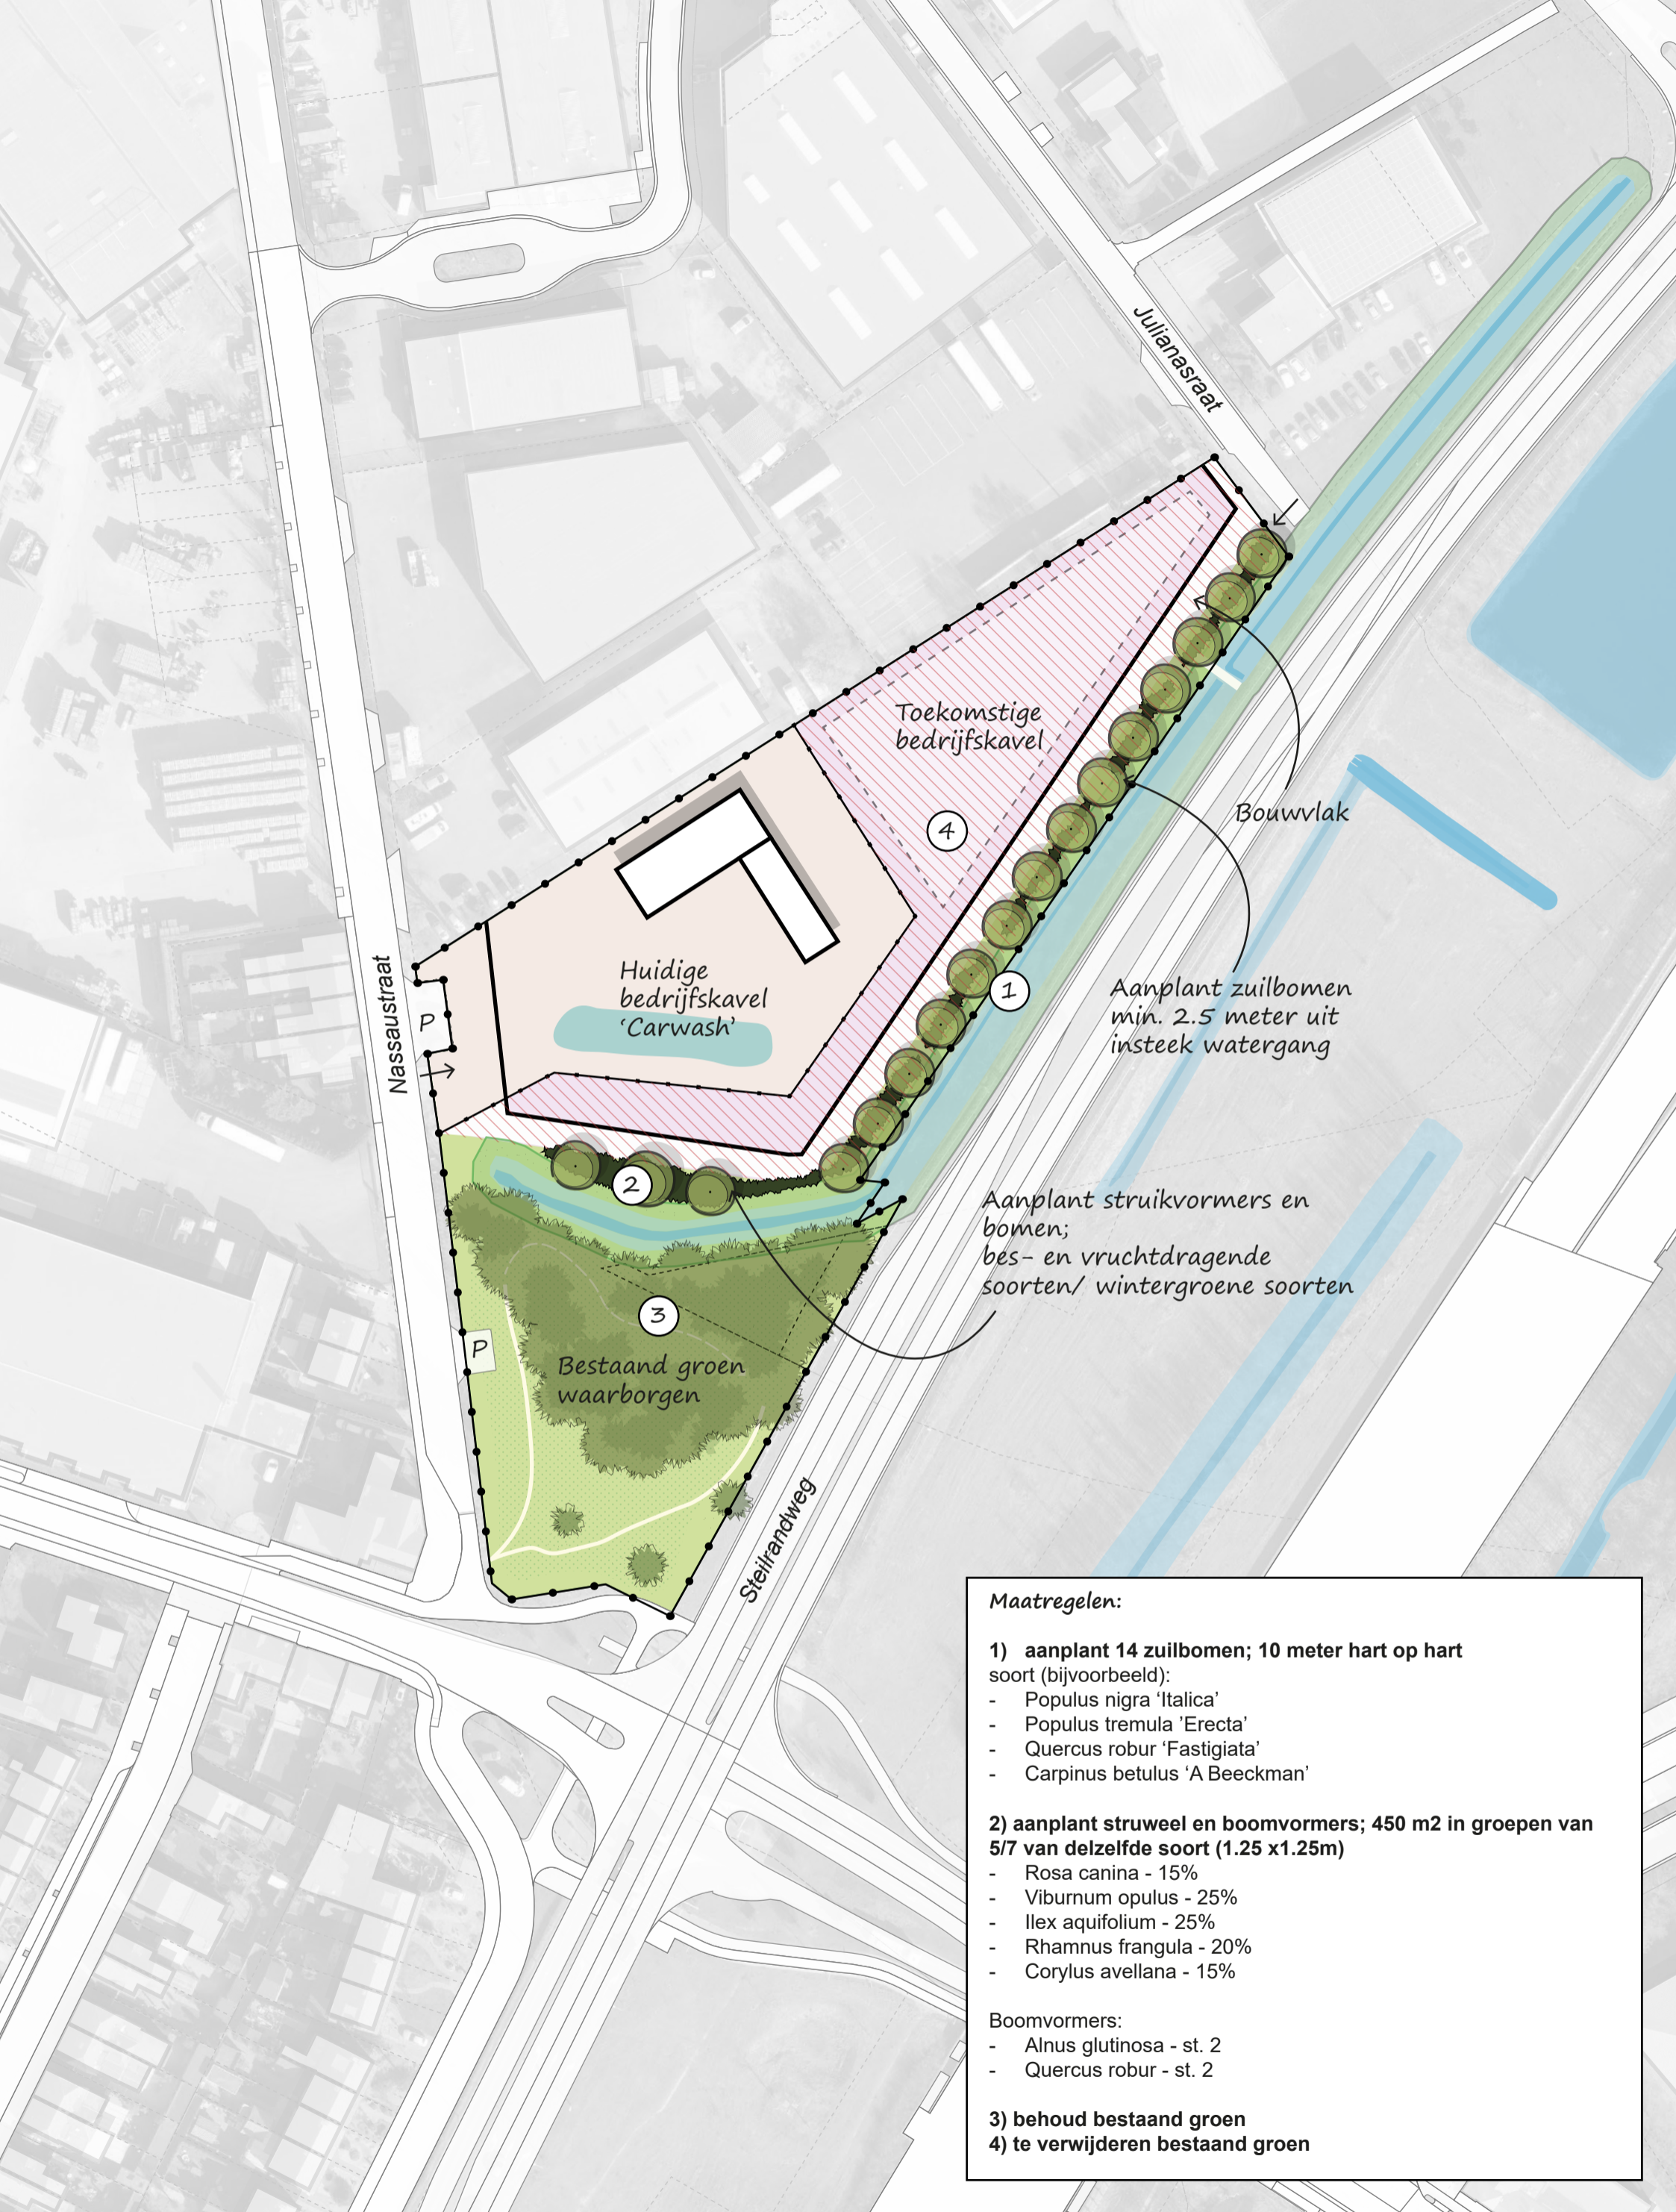 Julianasraat
Toekomstige
bedrijfskavel
4
Bouwvlak
Huidige
bedrijfskavel
‘Carwash’
1
Aanplant zuilbomen
min. 2.5 meter uit
insteek watergang
P
Nassaustraat
2
Aanplant struikvormers en
bomen;
bes- en vruchtdragende
soorten/ wintergroene soorten
3
P
Bestaand groen
waarborgen
Steilrandweg
Maatregelen:
1) aanplant 14 zuilbomen; 10 meter hart op hart
soort (bijvoorbeeld):
- Populus nigra ‘Italica’
- Populus tremula ’Erecta’
- Quercus robur ‘Fastigiata’
- Carpinus betulus ‘A Beeckman’
2) aanplant struweel en boomvormers; 450 m2 in groepen van
5/7 van delzelfde soort (1.25 x1.25m)
- Rosa canina - 15%
- Viburnum opulus - 25%
- Ilex aquifolium - 25%
- Rhamnus frangula - 20%
- Corylus avellana - 15%
Boomvormers:
- Alnus glutinosa - st. 2
- Quercus robur - st. 2
3) behoud bestaand groen
4) te verwijderen bestaand groen